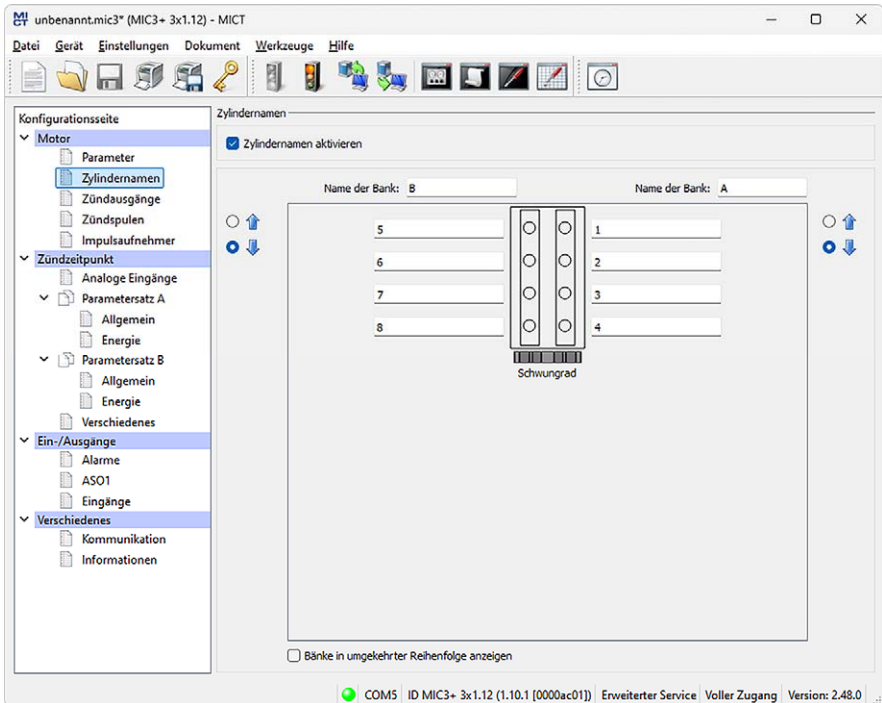 MICT unbenannt.mic3* (MIC3+ 3x1.12) - MICT
Datei Gerät Einstellungen Dokument Werkzeuge Hilfe
Konfigurationsseite
Motor
Parameter
Zylindernamen
Zündausgänge
Zündspulen
Impulsaufnehmer
Zündzeitpunkt
Analoge Eingänge
Parametersatz A
Allgemein
Energie
Parametersatz B
Allgemein
Energie
Verschiedenes
Ein-/Ausgänge
Alarme
ASO1
Eingänge
Verschiedenes
Kommunikation
Informationen
Zylindernamen
Zylindernamen aktivieren
Name der Bank: B Name der Bank: A
5 1
6 2
7 3
8 4
Schwungrad
Bänke in umgekehrter Reihenfolge anzeigen
COM5 ID MIC3+ 3x1.12 (1.10.1 [0000ac01]) Erweiterter Service Voller Zugang Version: 2.48.0